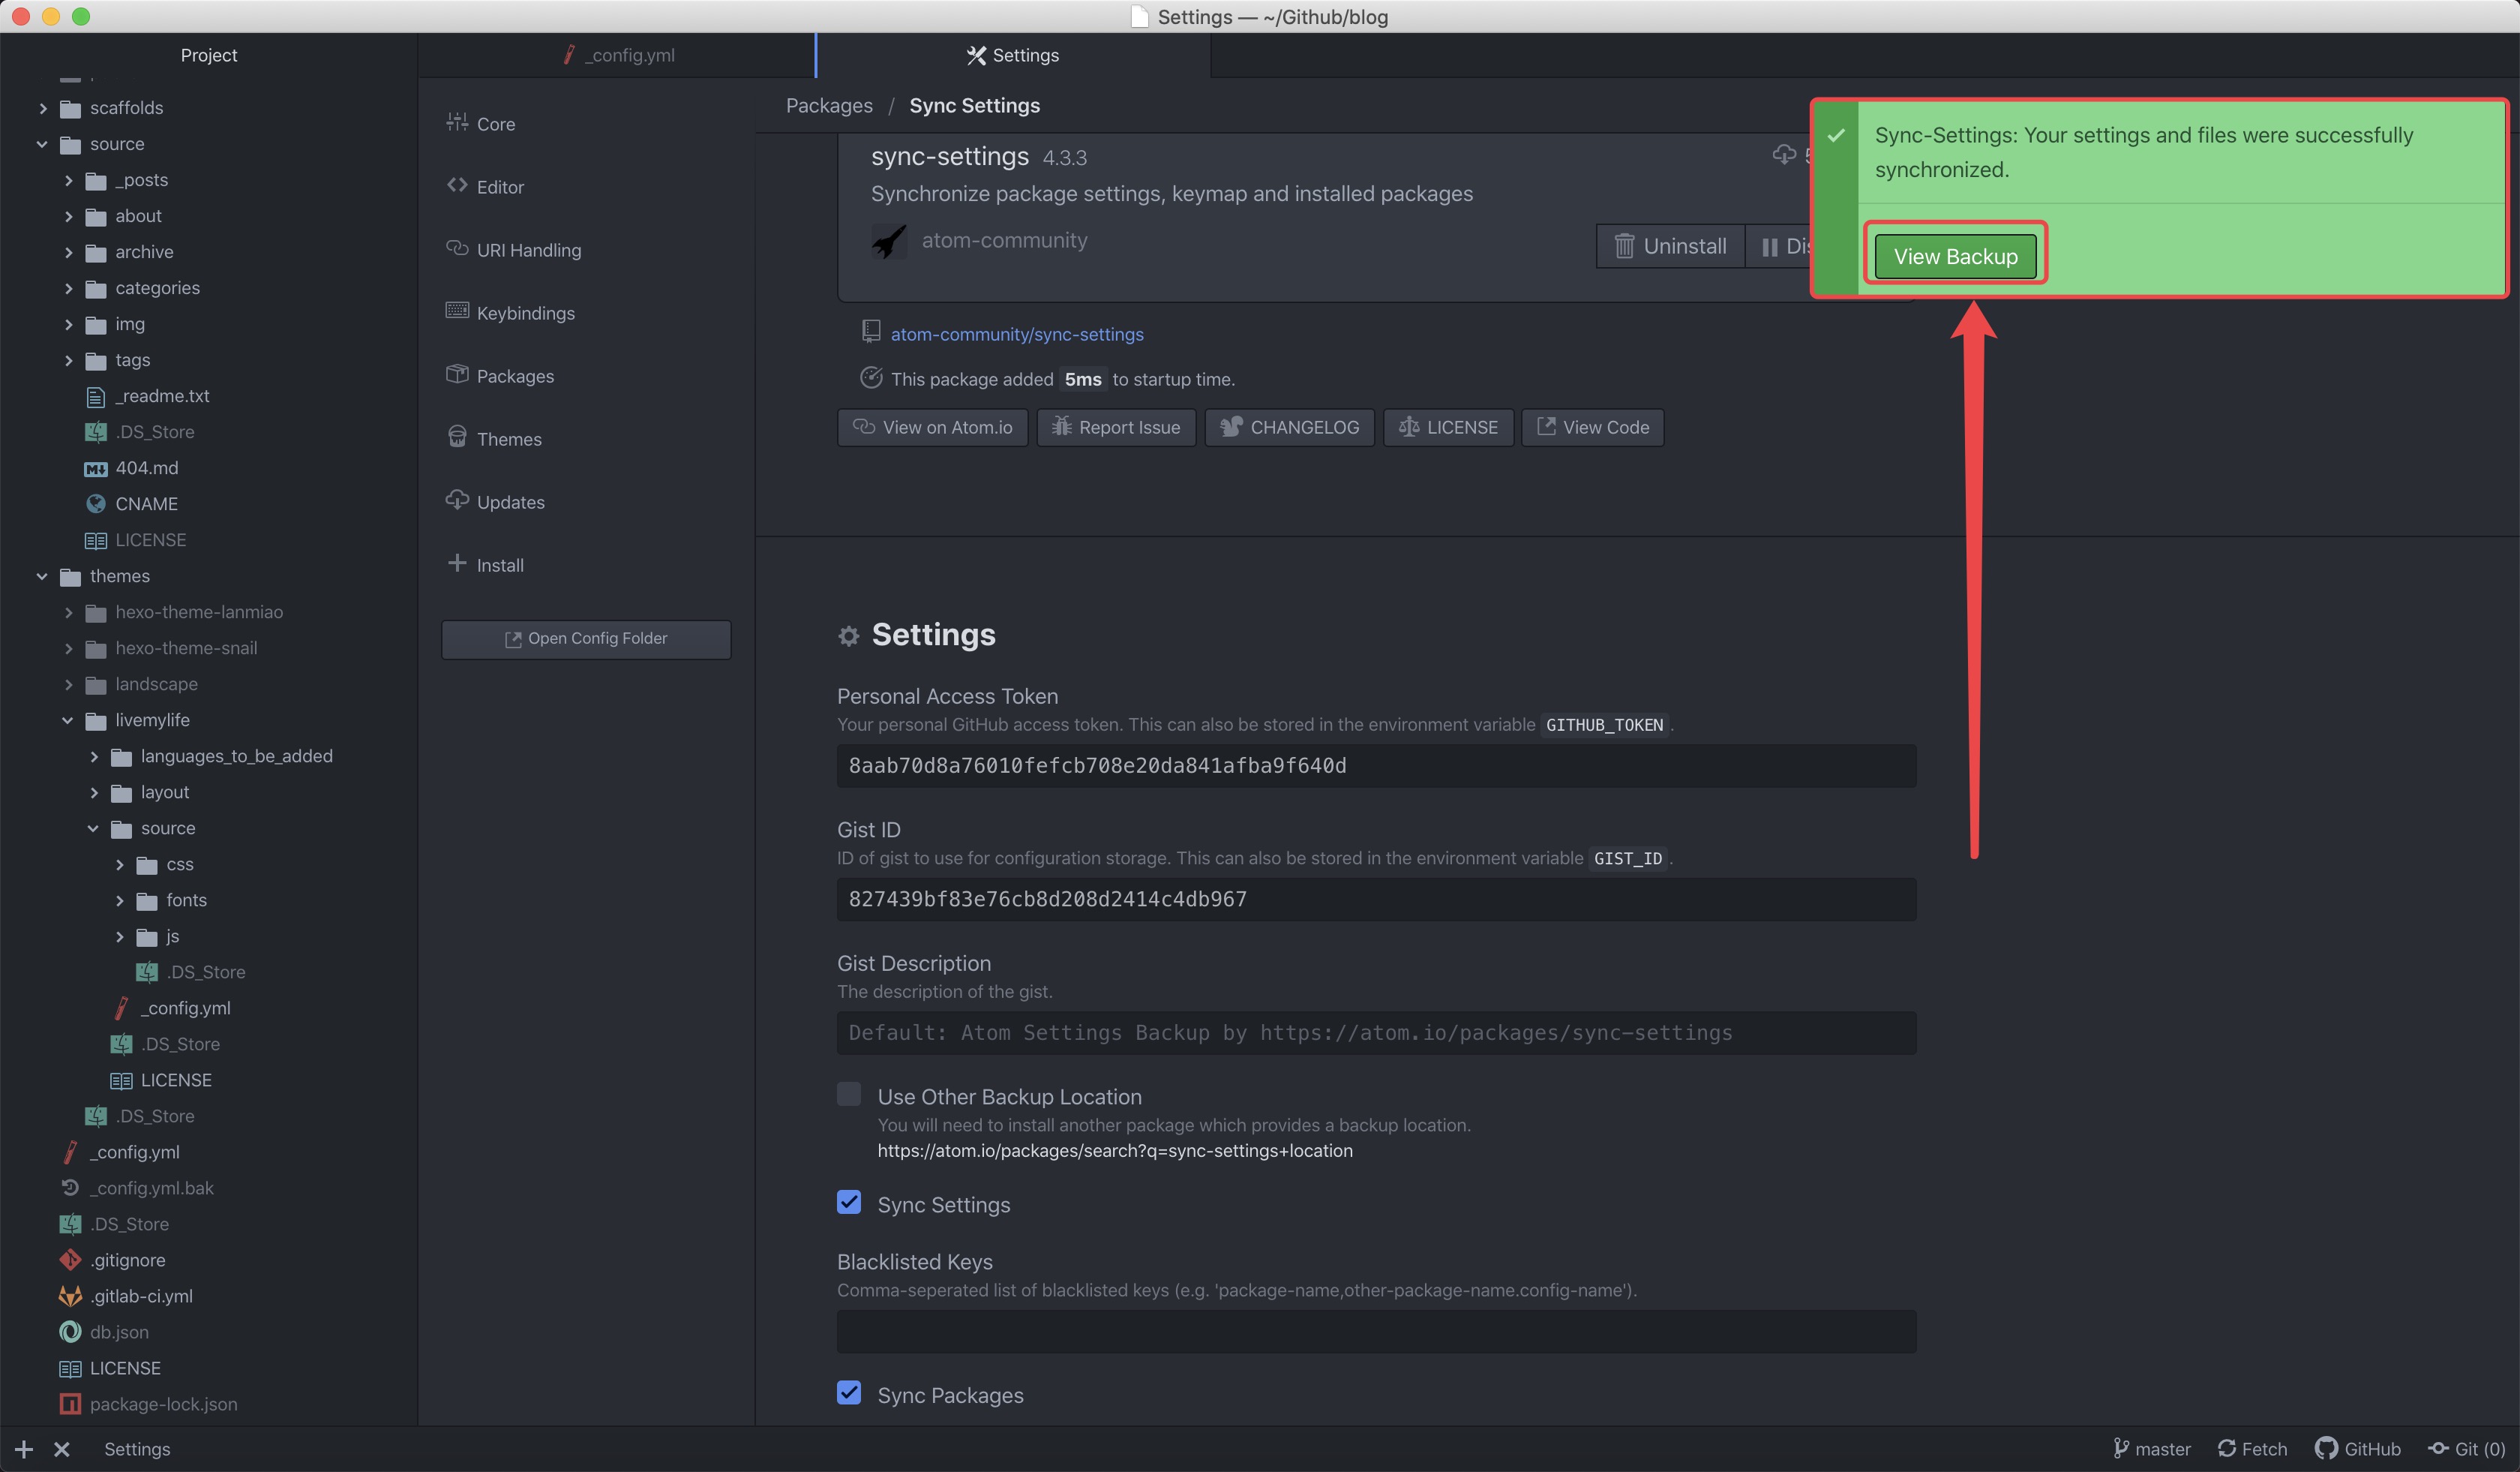 Settings — ~/Github/blog
Project
_config.yml
Settings
scaffolds
source
_posts
about
archive
categories
img
tags
_readme.txt
.DS_Store
404.md
CNAME
LICENSE
themes
hexo-theme-lanmiao
hexo-theme-snail
landscape
livemylife
languages_to_be_added
layout
source
css
fonts
js
.DS_Store
_config.yml
.DS_Store
LICENSE
.DS_Store
_config.yml
_config.yml.bak
.DS_Store
.gitignore
.gitlab-ci.yml
db.json
LICENSE
package-lock.json
Core
Editor
URI Handling
Keybindings
Packages
Themes
Updates
Install
Open Config Folder
Packages / Sync Settings
sync-settings 4.3.3
Synchronize package settings, keymap and installed packages
atom-community
Uninstall
Sync-Settings: Your settings and files were successfully
synchronized.
View Backup
atom-community/sync-settings
This package added 5ms to startup time.
View on Atom.io Report Issue CHANGELOG LICENSE View Code
Settings
Personal Access Token
Your personal GitHub access token. This can also be stored in the environment variable GITHUB_TOKEN.
8aab70d8a76010fefcb708e20da841afba9f640d
Gist ID
ID of gist to use for configuration storage. This can also be stored in the environment variable GIST_ID.
827439bf83e76cb8d208d2414c4db967
Gist Description
The description of the gist.
Default: Atom Settings Backup by https://atom.io/packages/sync-settings
Use Other Backup Location
You will need to install another package which provides a backup location.
https://atom.io/packages/search?q=sync-settings+location
Sync Settings
Blacklisted Keys
Comma-seperated list of blacklisted keys (e.g. 'package-name,other-package-name.config-name').
Sync Packages
Settings
master Fetch GitHub Git (0)